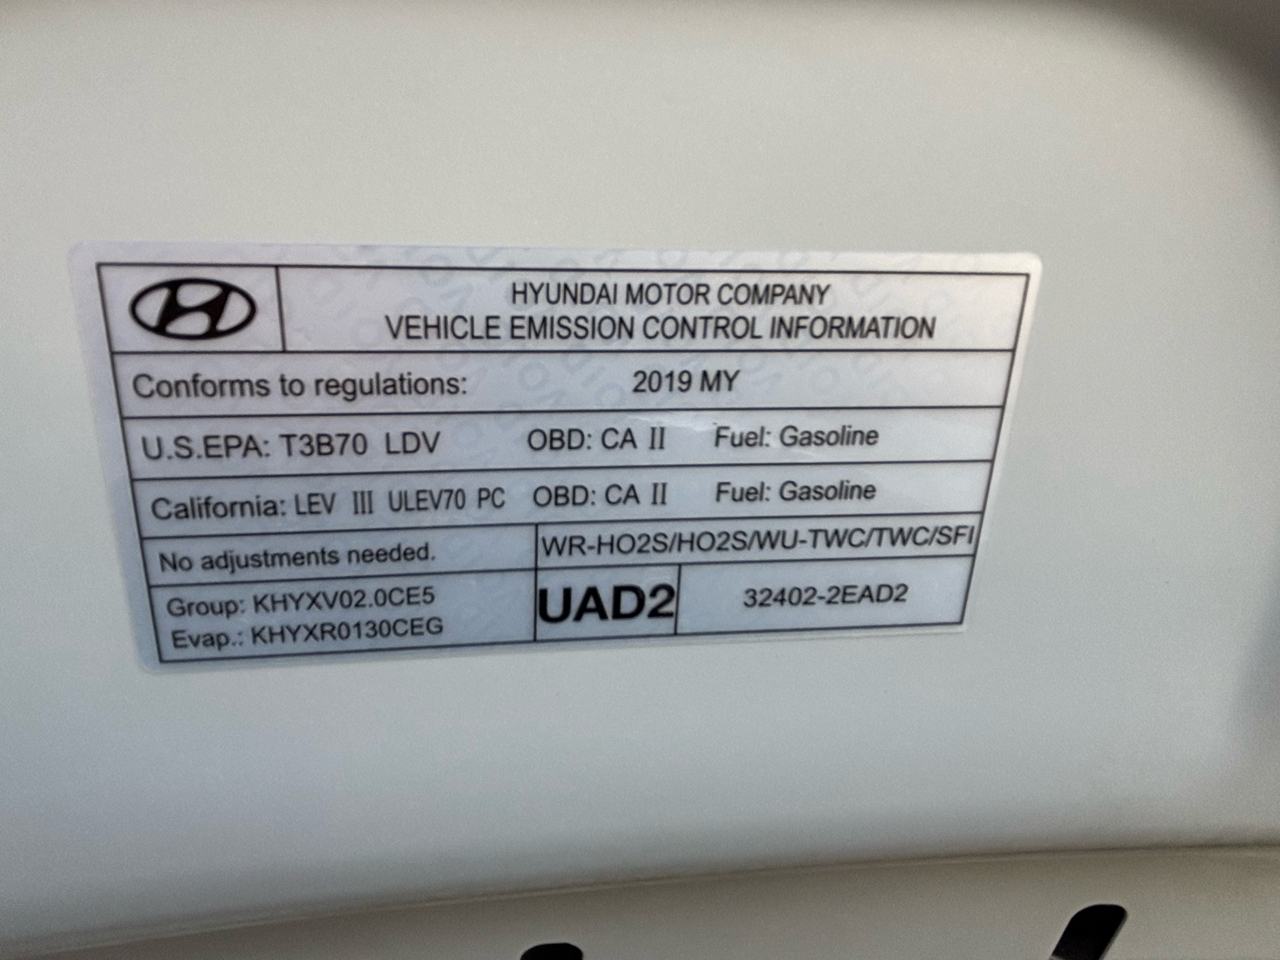 HYUNDAI MOTOR COMPANY
VEHICLE EMISSION CONTROL INFORMATION
Conforms to regulations: 2019 MY
U.S.EPA: T3B70 LDV OBD: CA II Fuel: Gasoline
California: LEV III ULEV70 PC OBD: CA II Fuel: Gasoline
No adjustments needed. WR-HO2S/HO2S/WU-TWC/TWC/SFI
Group: KHYXV02.0CE5
Evap.: KHYXR0130CEG
UAD2 32402-2EAD2